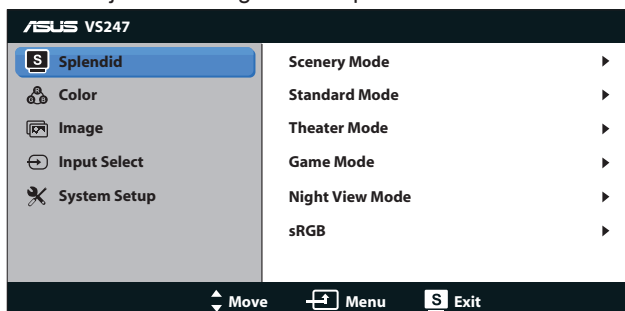 ASUS VS247
S Splendid
Color
Image
Input Select
System Setup
Scenery Mode
Standard Mode
Theater Mode
Game Mode
Night View Mode
sRGB
Move Menu S Exit